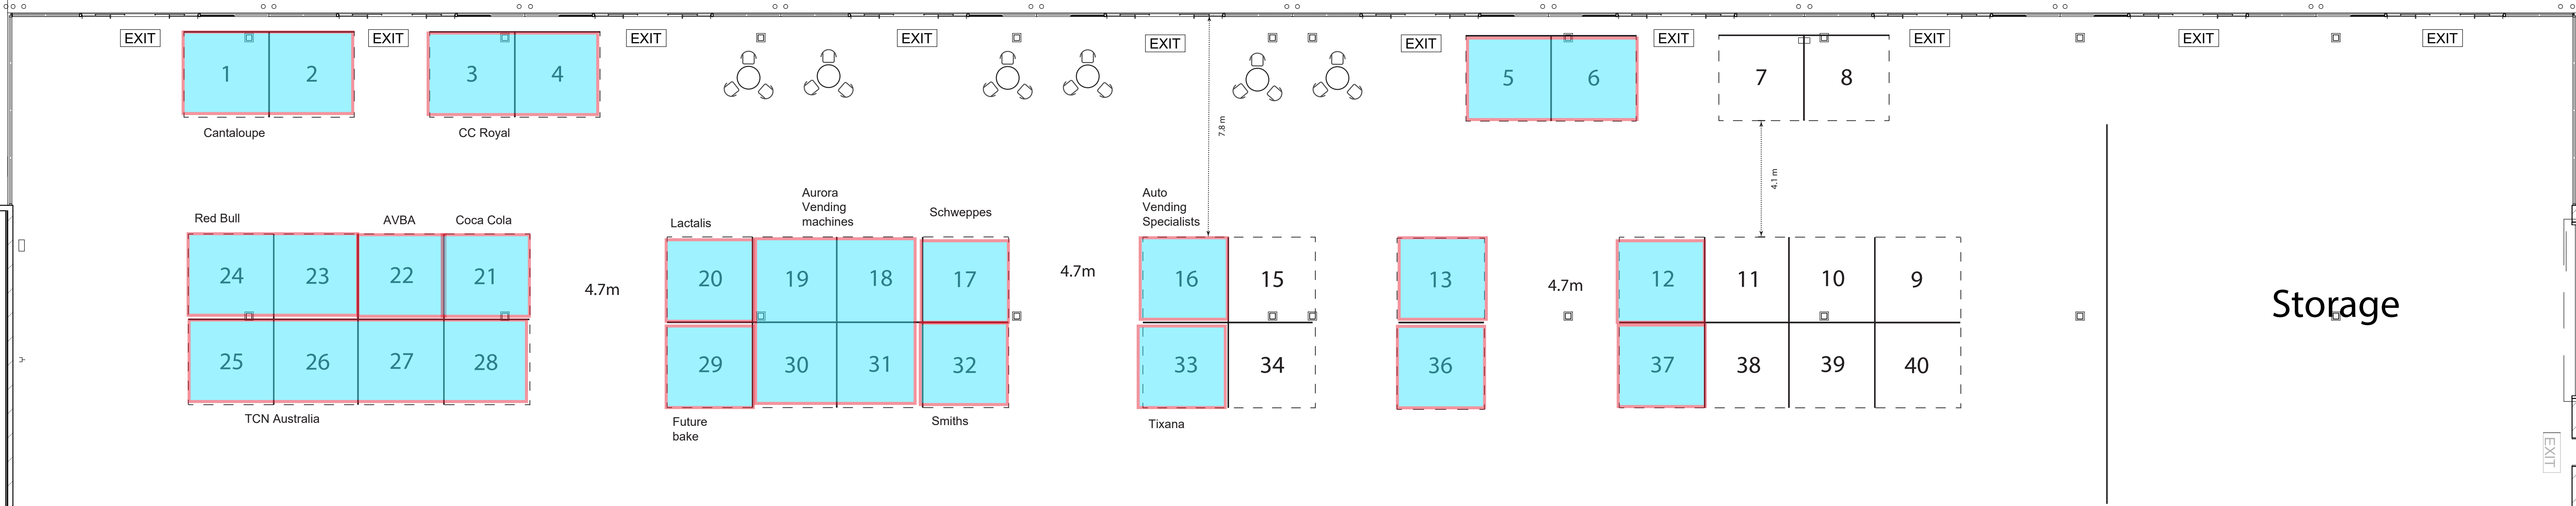 EXIT
EXIT
EXIT
EXIT
EXIT
EXIT
EXIT
EXIT
EXIT
EXIT
1 2
3 4
5 6
7 8
Cantaloupe
CC Royal
7.8 m
4.1 m
Red Bull
AVBA
Coca Cola
Lactalis
Aurora
Vending
machines
Schweppes
Auto
Vending
Specialists
24 23 22 21
4.7m
20 19 18 17
4.7m
16 15
13
4.7m
12 11 10 9
Storage
25 26 27 28
29 30 31 32
33 34
36
37 38 39 40
TCN Australia
Future
bake
Smiths
Tixana
EXIT